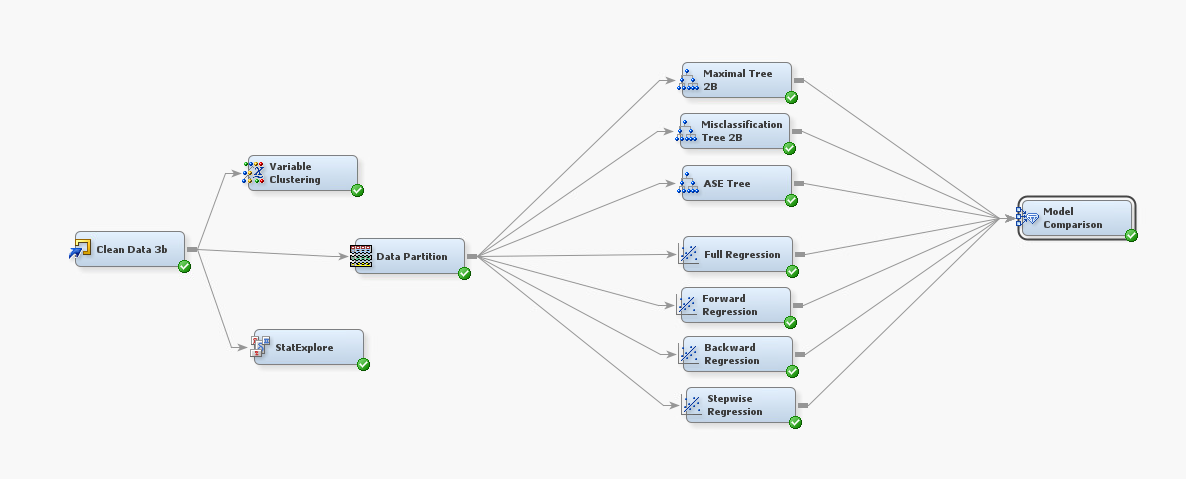 Clean Data 3b
Variable
Clustering
Data Partition
StatExplore
Maximal Tree
2B
Misclassification
Tree 2B
ASE Tree
Full Regression
Forward
Regression
Backward
Regression
Stepwise
Regression
Model
Comparison